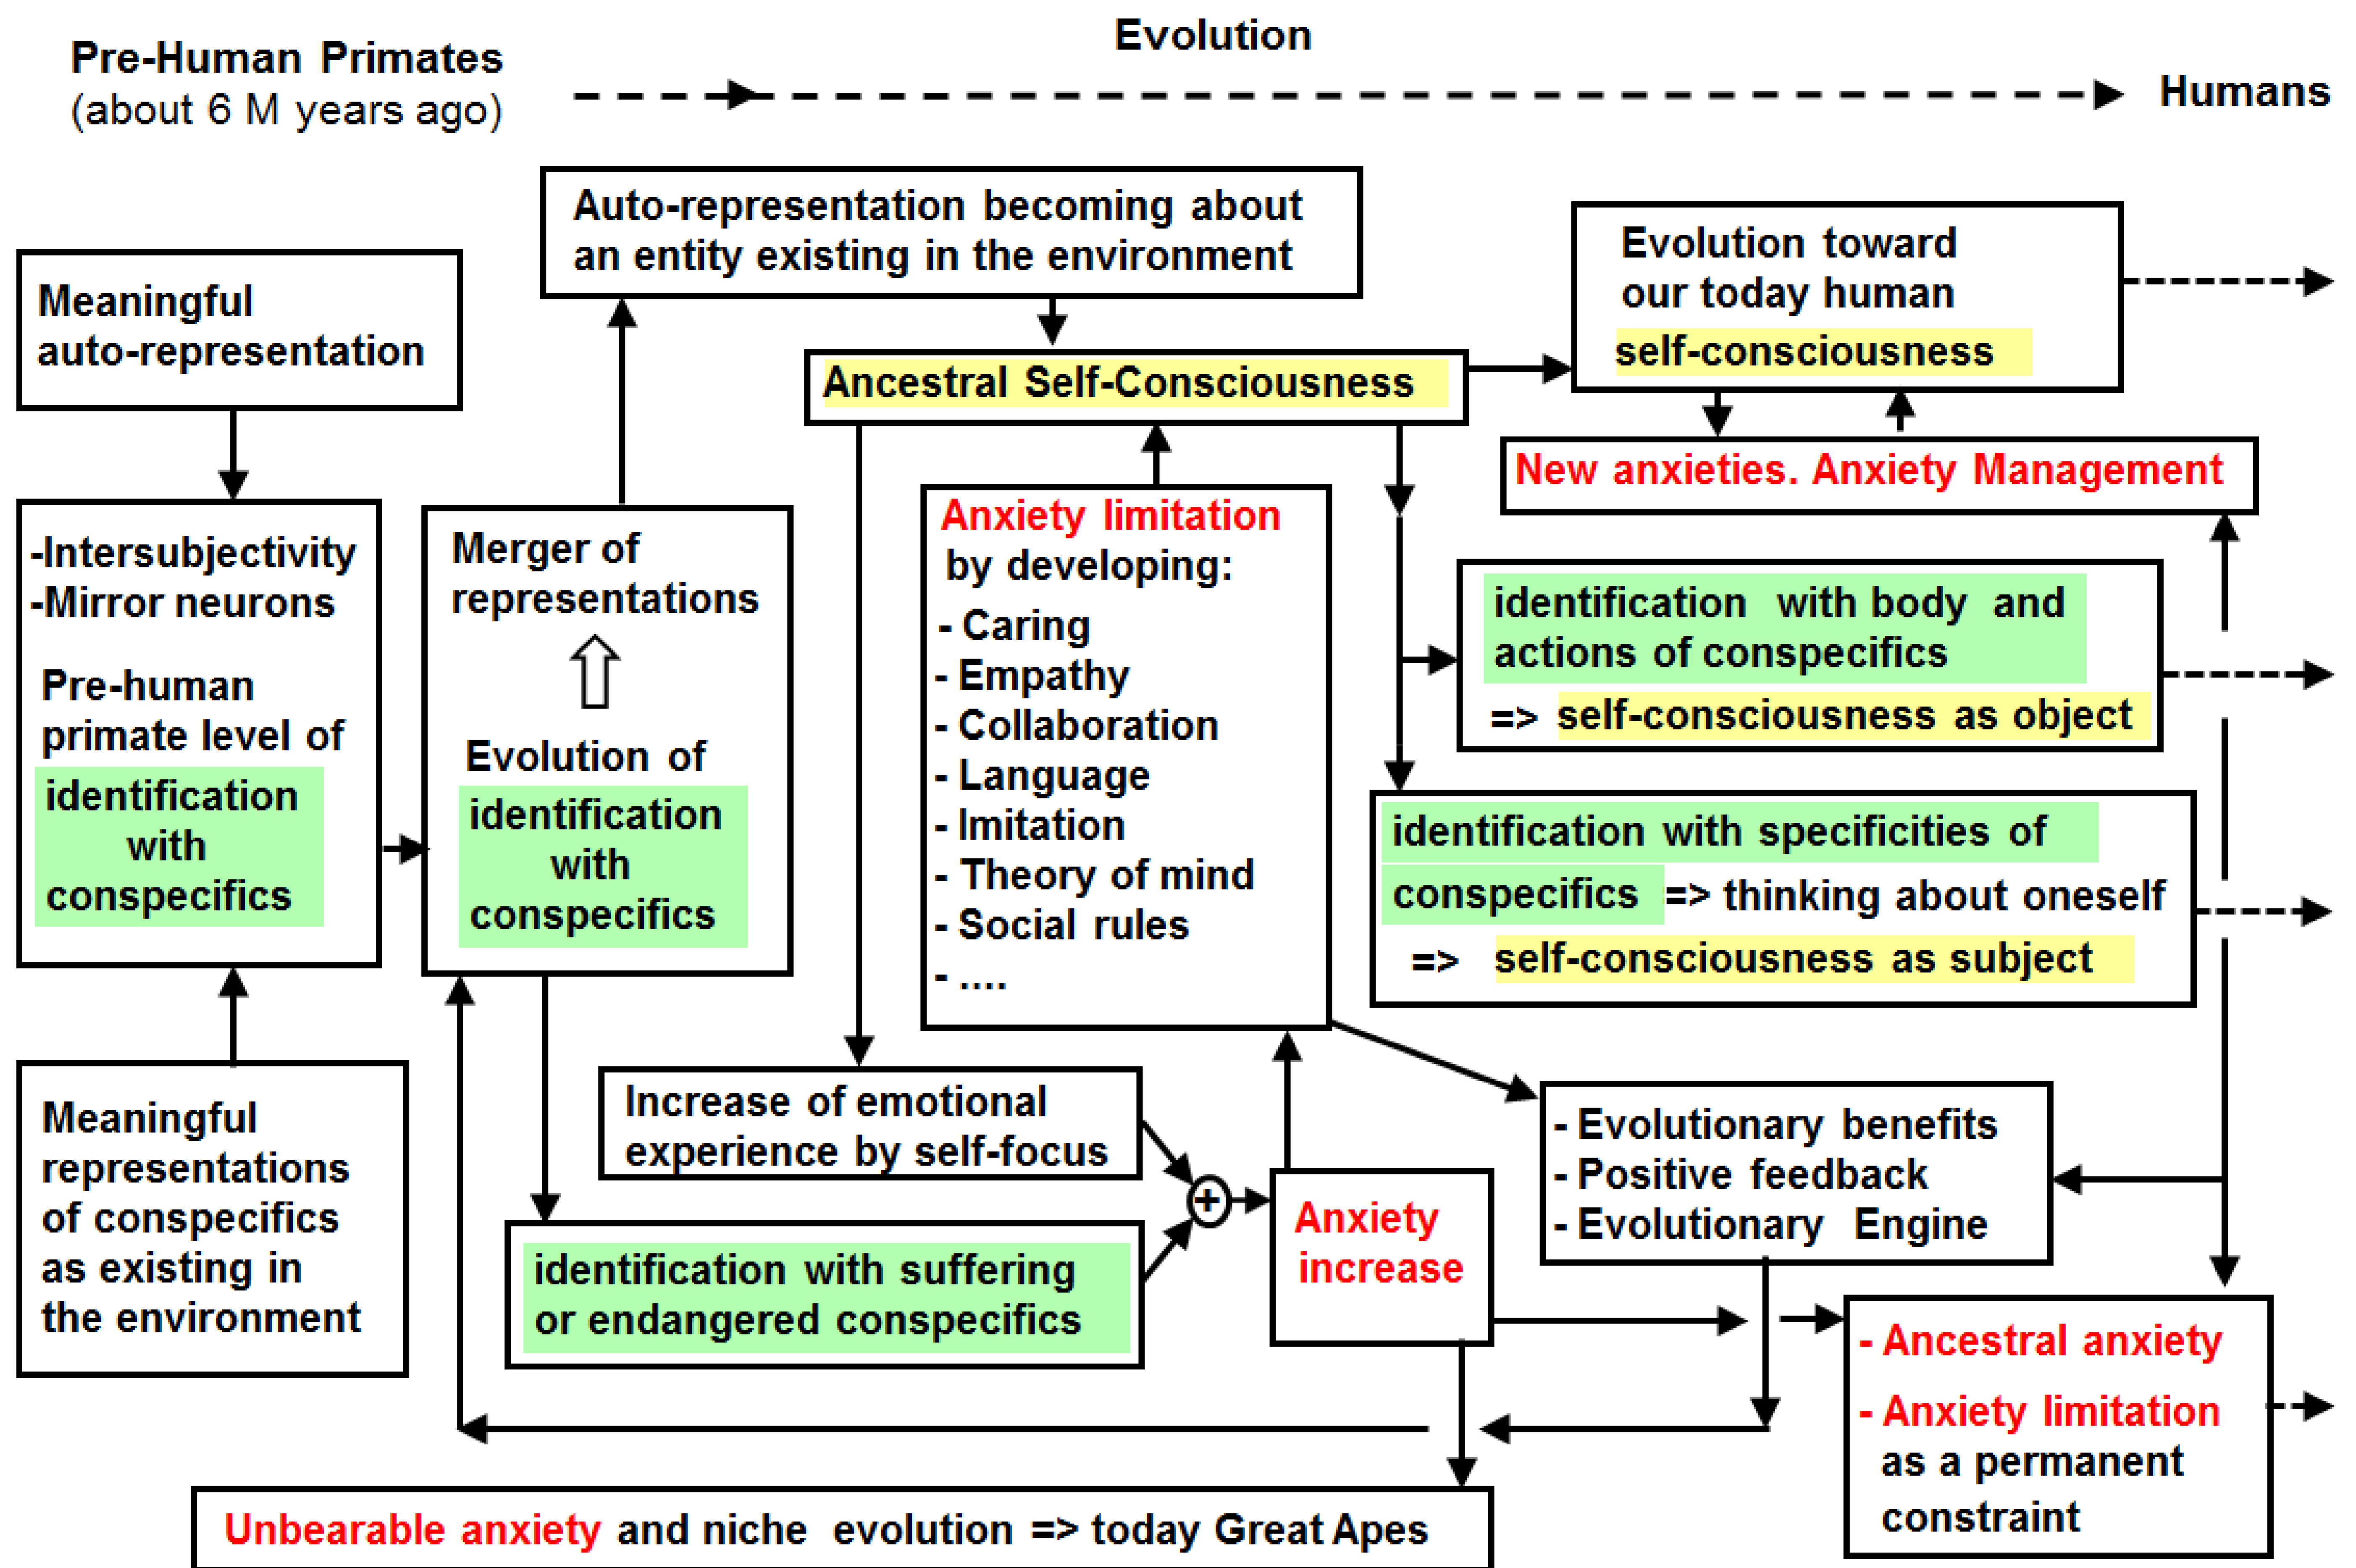 Evolution
Pre-Human Primates
(about 6 M years ago)
Humans
Auto-representation becoming about
an entity existing in the environment
Evolution toward
our today human
self-consciousness
Meaningful
auto-representation
Ancestral Self-Consciousness
New anxieties. Anxiety Management
-Intersubjectivity
-Mirror neurons
Pre-human
primate level of
identification
with
conspecifics
Merger of
representations
Evolution of
identification
with
conspecifics
Anxiety limitation
by developing:
- Caring
- Empathy
- Collaboration
- Language
- Imitation
- Theory of mind
- Social rules
- ....
identification with body and
actions of conspecifics
=> self-consciousness as object
identification with specificities of
conspecifics => thinking about oneself
=> self-consciousness as subject
Meaningful
representations
of conspecifics
as existing in
the environment
Increase of emotional
experience by self-focus
identification with suffering
or endangered conspecifics
+
Anxiety
increase
- Evolutionary benefits
- Positive feedback
- Evolutionary Engine
- Ancestral anxiety
- Anxiety limitation
as a permanent
constraint
Unbearable anxiety and niche evolution => today Great Apes